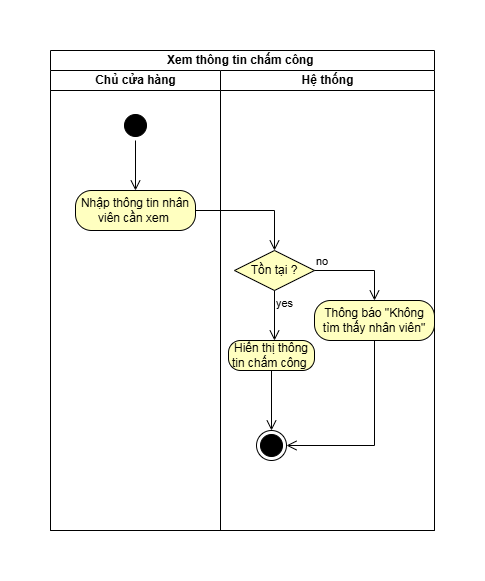 Xem thông tin chấm công
Chủ cửa hàng
Hệ thống
Nhập thông tin nhân
viên cần xem
Tồn tại ?
no
yes
Thông báo "Không
tìm thấy nhân viên"
Hiển thị thông
tin chấm công